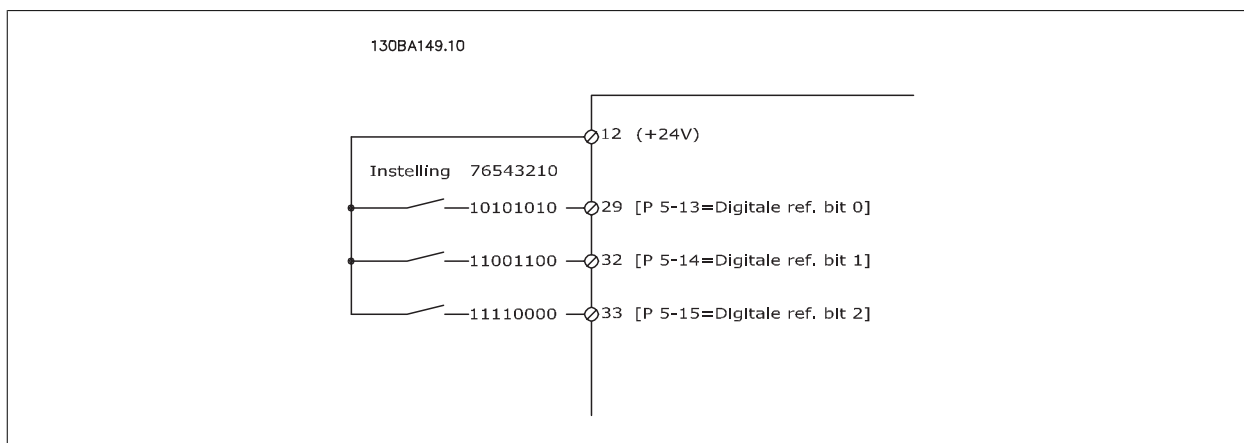 130BA149.10
12 (+24V)
Instelling 76543210
10101010 29 [P 5-13=Digitale ref. bit 0]
11001100 32 [P 5-14=Digitale ref. bit 1]
11110000 33 [P 5-15=Digitale ref. bit 2]